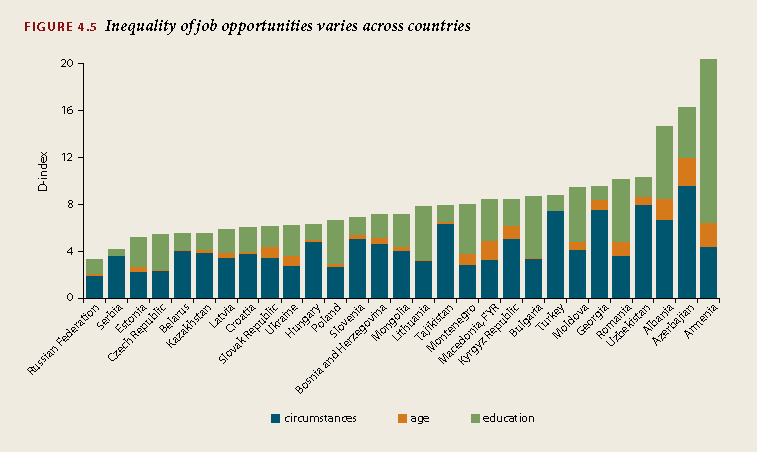 FIGURE 4.5 Inequality of job opportunities varies across countries
20
16
12
8
4
0
D-index
Russian Federation
Serbia
Estonia
Czech Republic
Belarus
Kazakhstan
Latvia
Croatia
Slovak Republic
Ukraine
Hungary
Poland
Slovenia
Bosnia and Herzegovina
Mongolia
Lithuania
Tajikistan
Montenegro
Macedonia, FYR
Kyrgyz Republic
Bulgaria
Turkey
Moldova
Georgia
Romania
Uzbekistan
Albania
Azerbaijan
Armenia
circumstances age education